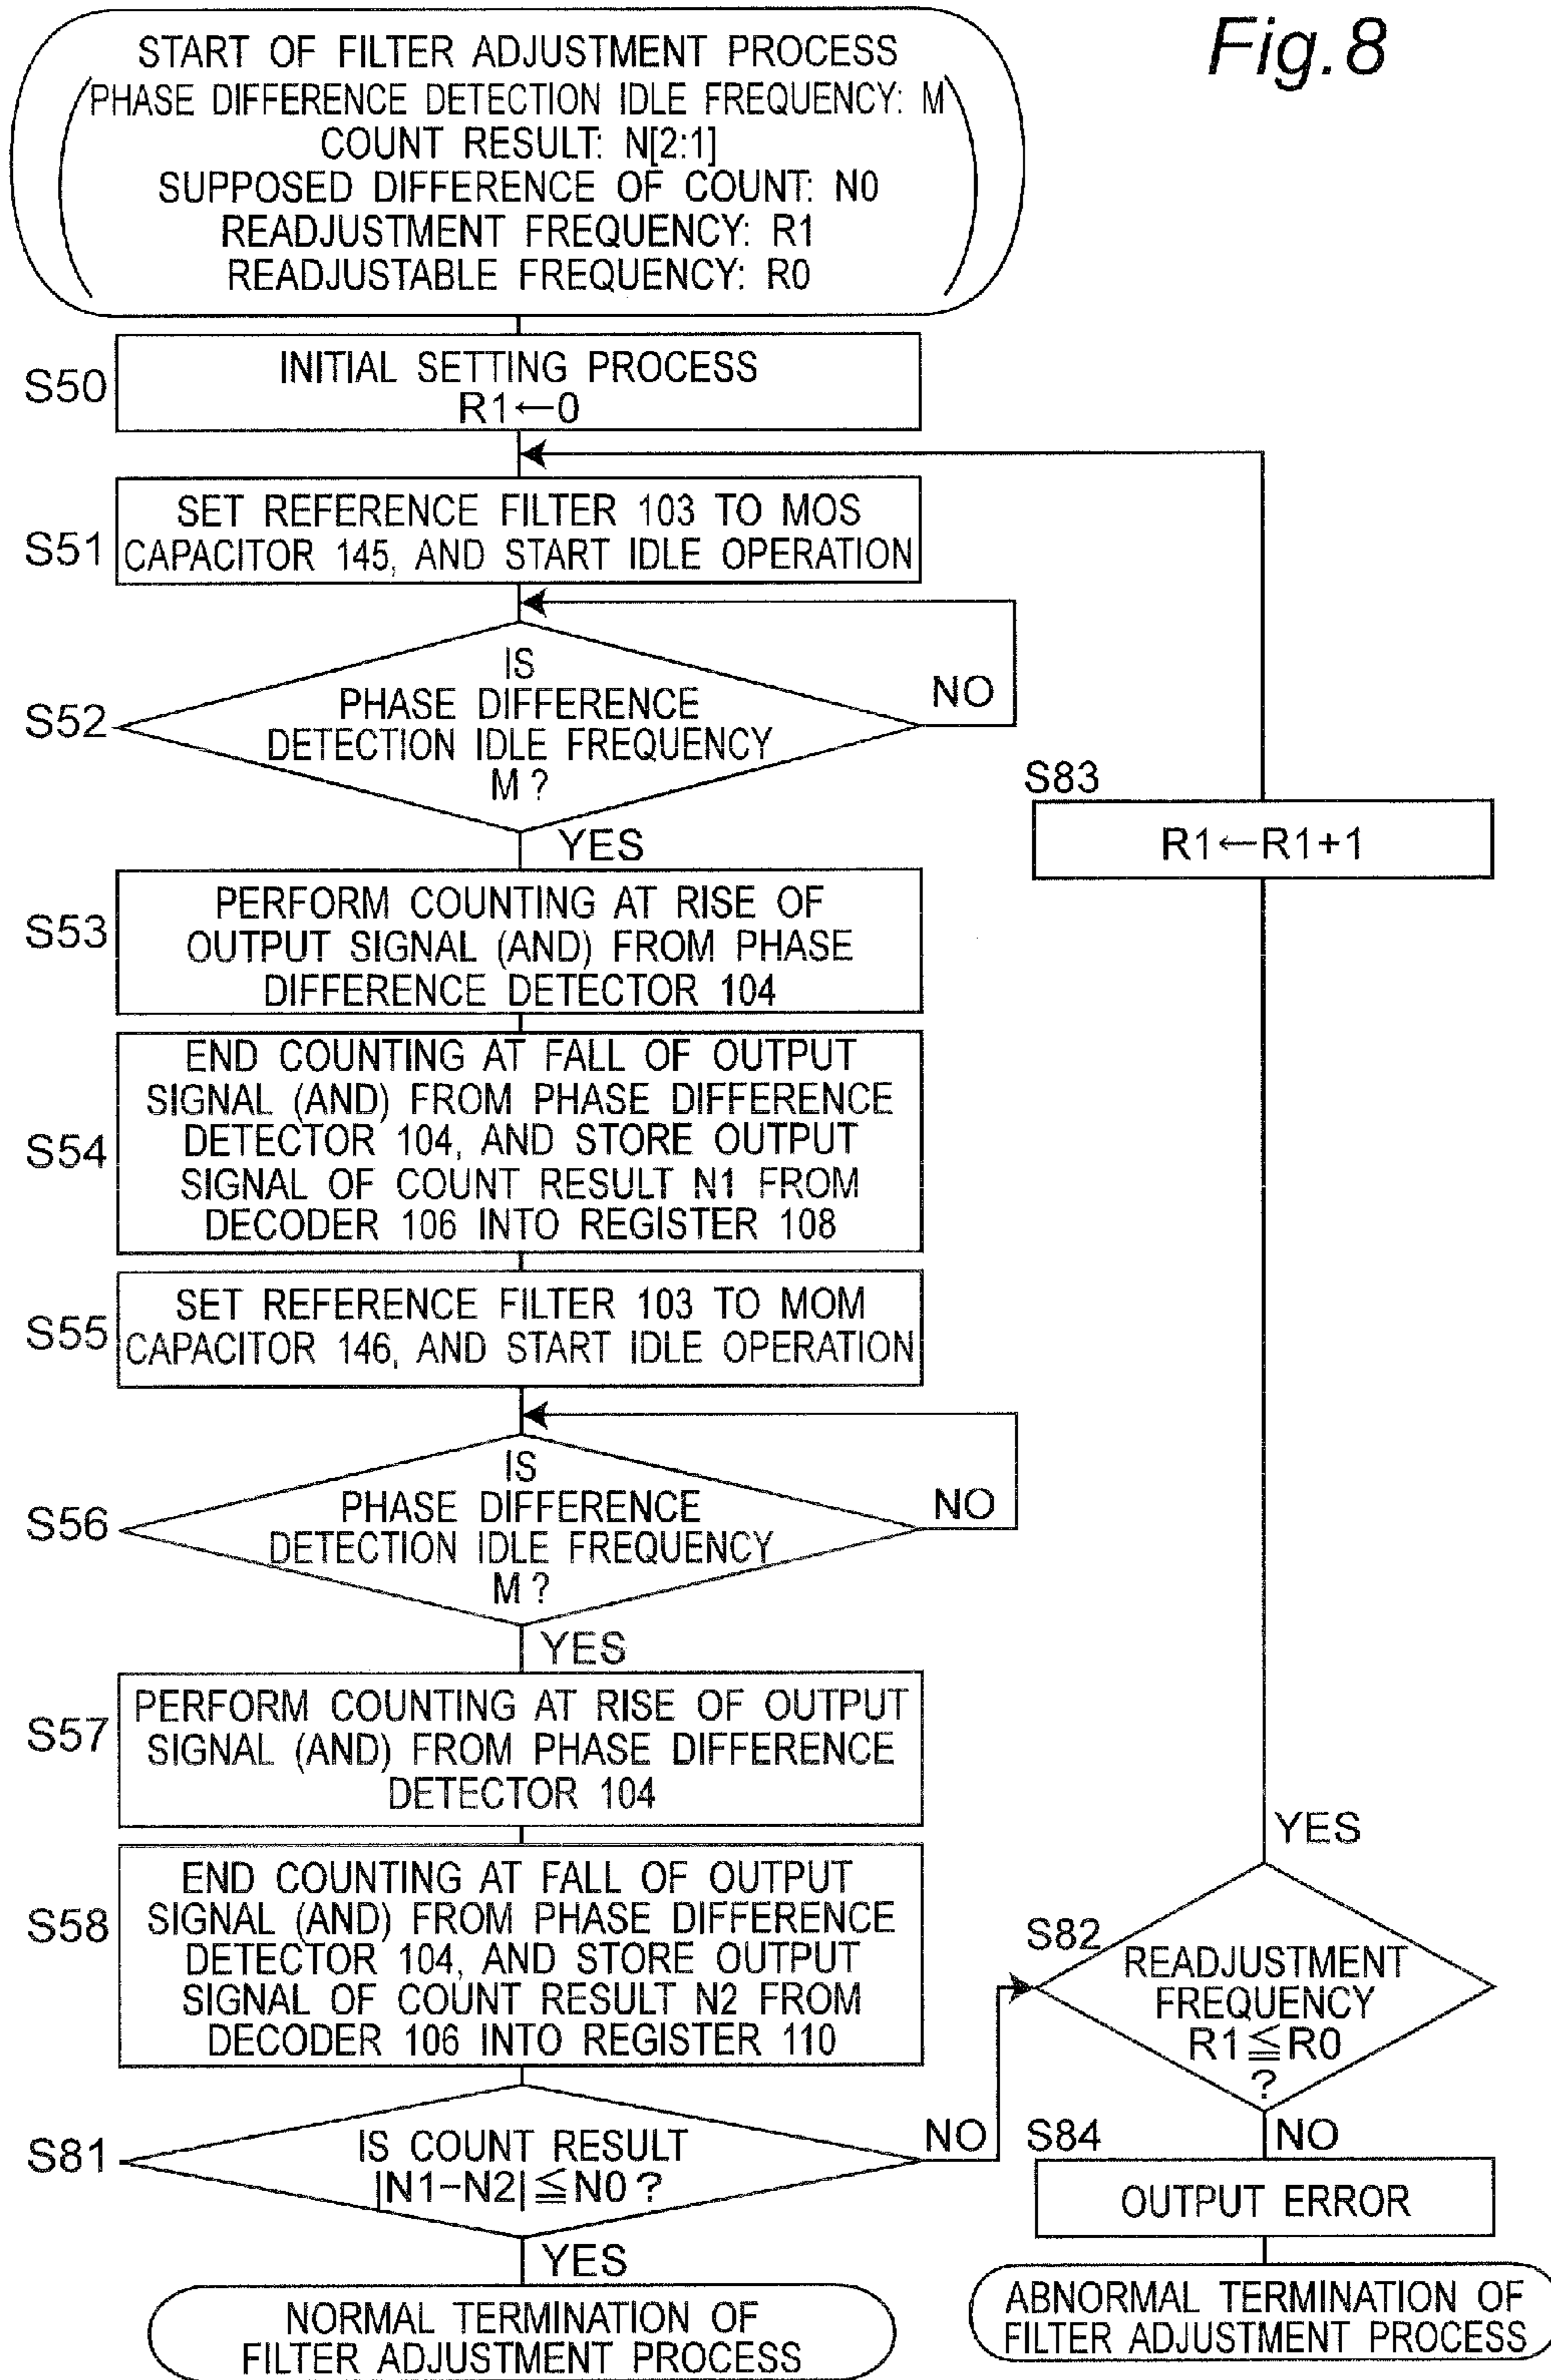 Fig.8
START OF FILTER ADJUSTMENT PROCESS
(PHASE DIFFERENCE DETECTION IDLE FREQUENCY: M
COUNT RESULT: N[2:1]
SUPPOSED DIFFERENCE OF COUNT: N0
READJUSTMENT FREQUENCY: R1
READJUSTABLE FREQUENCY: R0)
S50
INITIAL SETTING PROCESS
R1←0
S51
SET REFERENCE FILTER 103 TO MOS
CAPACITOR 145, AND START IDLE OPERATION
S52
IS
PHASE DIFFERENCE
DETECTION IDLE FREQUENCY
M ?
NO
YES
S53
PERFORM COUNTING AT RISE OF
OUTPUT SIGNAL (AND) FROM PHASE
DIFFERENCE DETECTOR 104
S54
END COUNTING AT FALL OF OUTPUT
SIGNAL (AND) FROM PHASE DIFFERENCE
DETECTOR 104, AND STORE OUTPUT
SIGNAL OF COUNT RESULT N1 FROM
DECODER 106 INTO REGISTER 108
S55
SET REFERENCE FILTER 103 TO MOM
CAPACITOR 146, AND START IDLE OPERATION
S56
IS
PHASE DIFFERENCE
DETECTION IDLE FREQUENCY
M ?
NO
YES
S57
PERFORM COUNTING AT RISE OF OUTPUT
SIGNAL (AND) FROM PHASE DIFFERENCE
DETECTOR 104
S58
END COUNTING AT FALL OF OUTPUT
SIGNAL (AND) FROM PHASE DIFFERENCE
DETECTOR 104, AND STORE OUTPUT
SIGNAL OF COUNT RESULT N2 FROM
DECODER 106 INTO REGISTER 110
S81
IS COUNT RESULT
|N1−N2|≦N0 ?
NO
YES
NORMAL TERMINATION OF
FILTER ADJUSTMENT PROCESS
S83
R1←R1+1
YES
S82
READJUSTMENT
FREQUENCY
R1≦R0
?
NO
S84
OUTPUT ERROR
ABNORMAL TERMINATION OF
FILTER ADJUSTMENT PROCESS